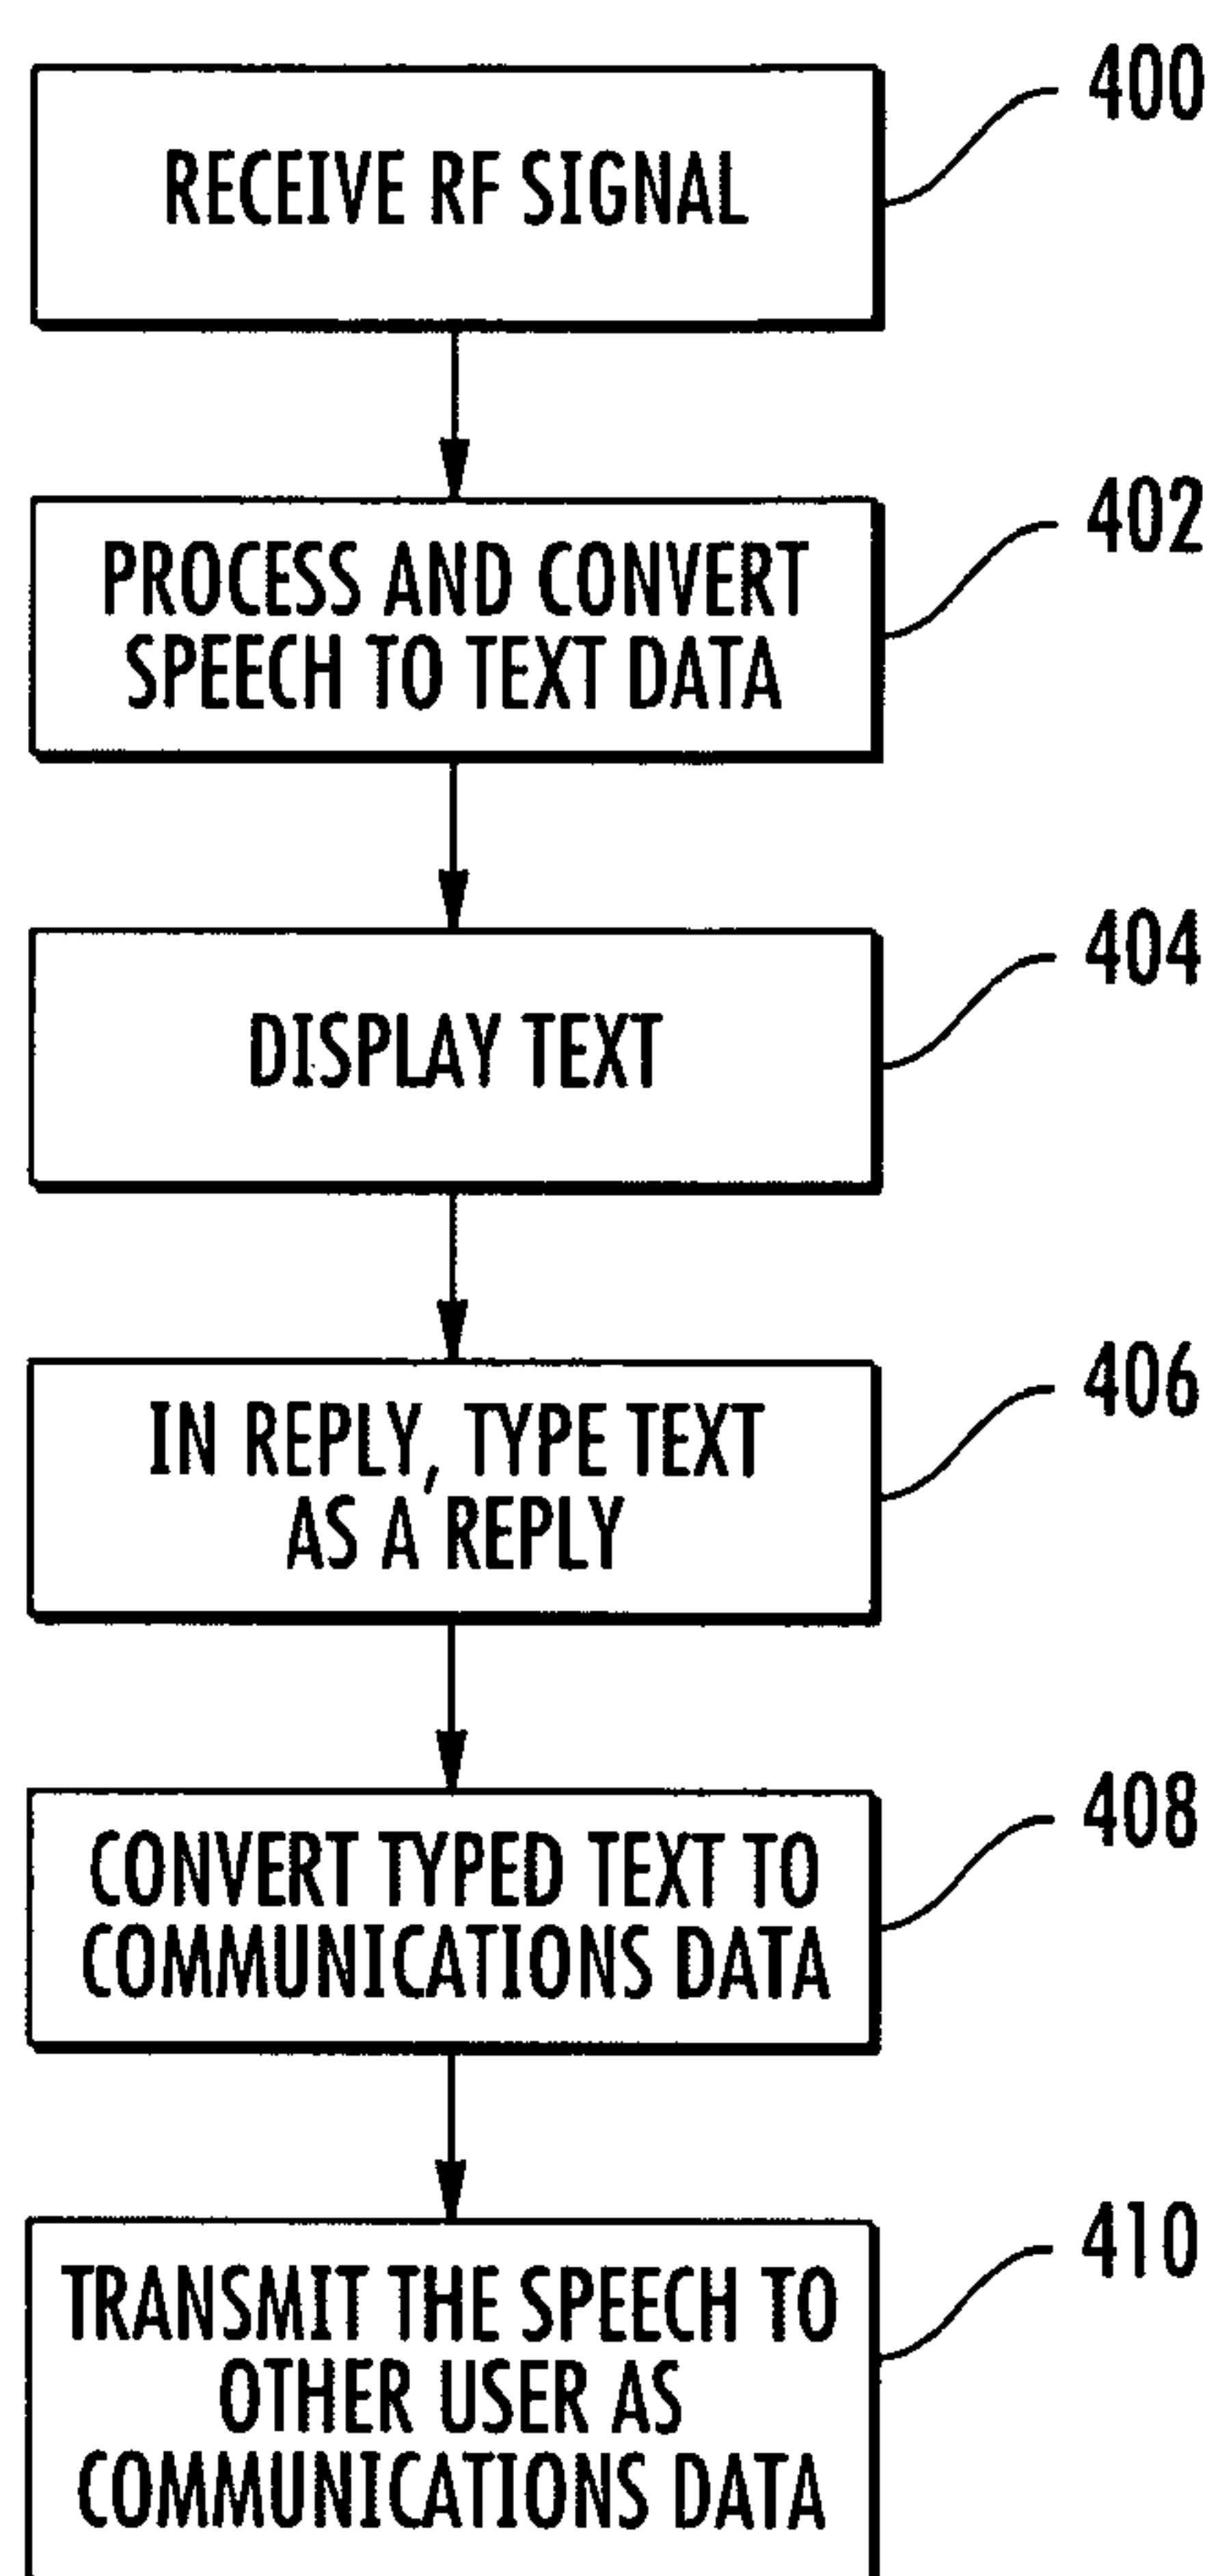 400
RECEIVE RF SIGNAL
402
PROCESS AND CONVERT
SPEECH TO TEXT DATA
404
DISPLAY TEXT
406
IN REPLY, TYPE TEXT
AS A REPLY
408
CONVERT TYPED TEXT TO
COMMUNICATIONS DATA
410
TRANSMIT THE SPEECH TO
OTHER USER AS
COMMUNICATIONS DATA